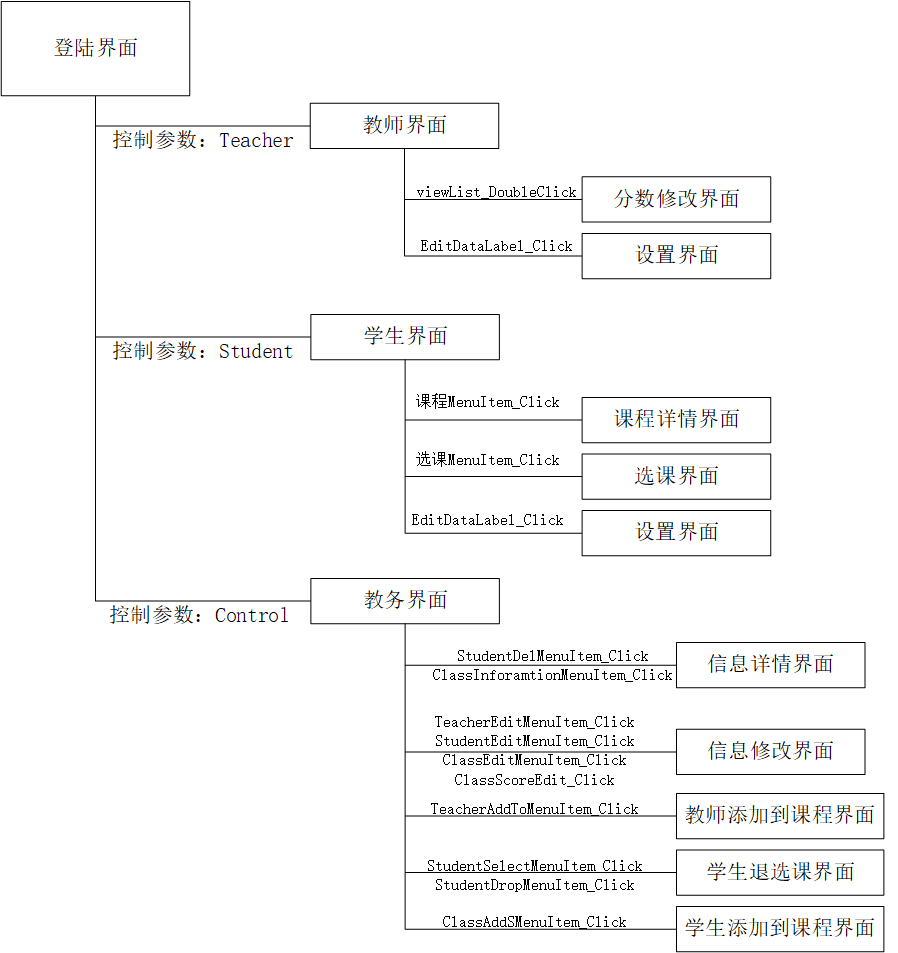 登陆界面
教师界面
控制参数：Teacher
viewList_DoubleClick
分数修改界面
EditDataLabel_Click
设置界面
学生界面
控制参数：Student
课程MenuItem_Click
课程详情界面
选课MenuItem_Click
选课界面
EditDataLabel_Click
设置界面
教务界面
控制参数：Control
StudentDelMenuItem_Click
信息详情界面
ClassInforamtionMenuItem_Click
TeacherEditMenuItem_Click
StudentEditMenuItem_Click
信息修改界面
ClassEditMenuItem_Click
ClassScoreEdit_Click
TeacherAddToMenuItem_Click
教师添加到课程界面
StudentSelectMenuItem_Click
学生退选课界面
StudentDropMenuItem_Click
ClassAddSMenuItem_Click
学生添加到课程界面